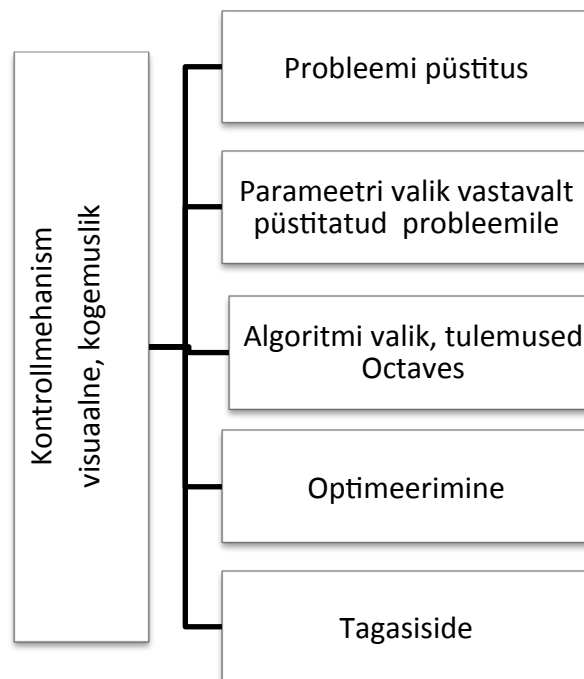 Kontrollmehanism
visuaalne, kogemuslik
Probleemi püstitus
Parameetri valik vastavalt
püstitatud probleemile
Algoritmi valik, tulemused
Octaves
Optimeerimine
Tagasiside